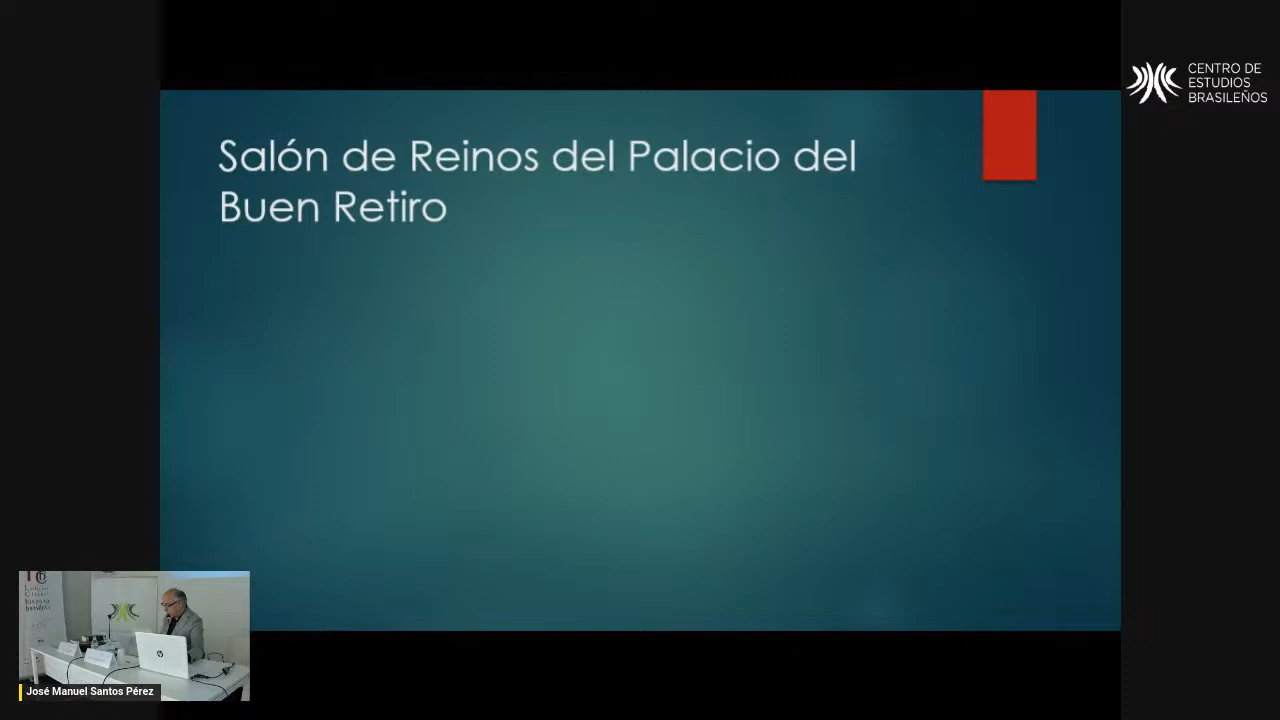 CENTRO DE
ESTUDIOS
BRASILEÑOS
Salón de Reinos del Palacio del
Buen Retiro
José Manuel Santos Pérez